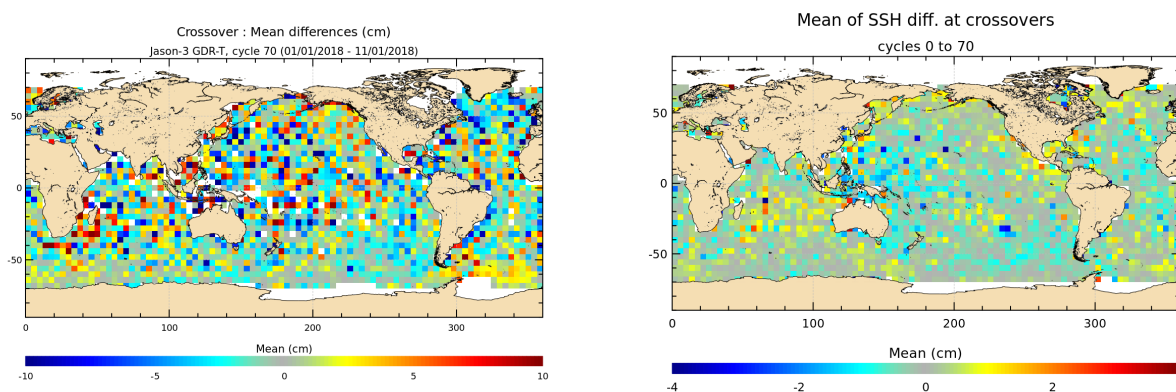 Crossover : Mean differences (cm)
Jason-3 GDR-T, cycle 70 (01/01/2018 - 11/01/2018)
50
0
-50
0 100 200 300
Mean (cm)
-10 -5 0 5 10
Mean of SSH diff. at crossovers
cycles 0 to 70
50
0
-50
0 100 200 300
Mean (cm)
-4 -2 0 2